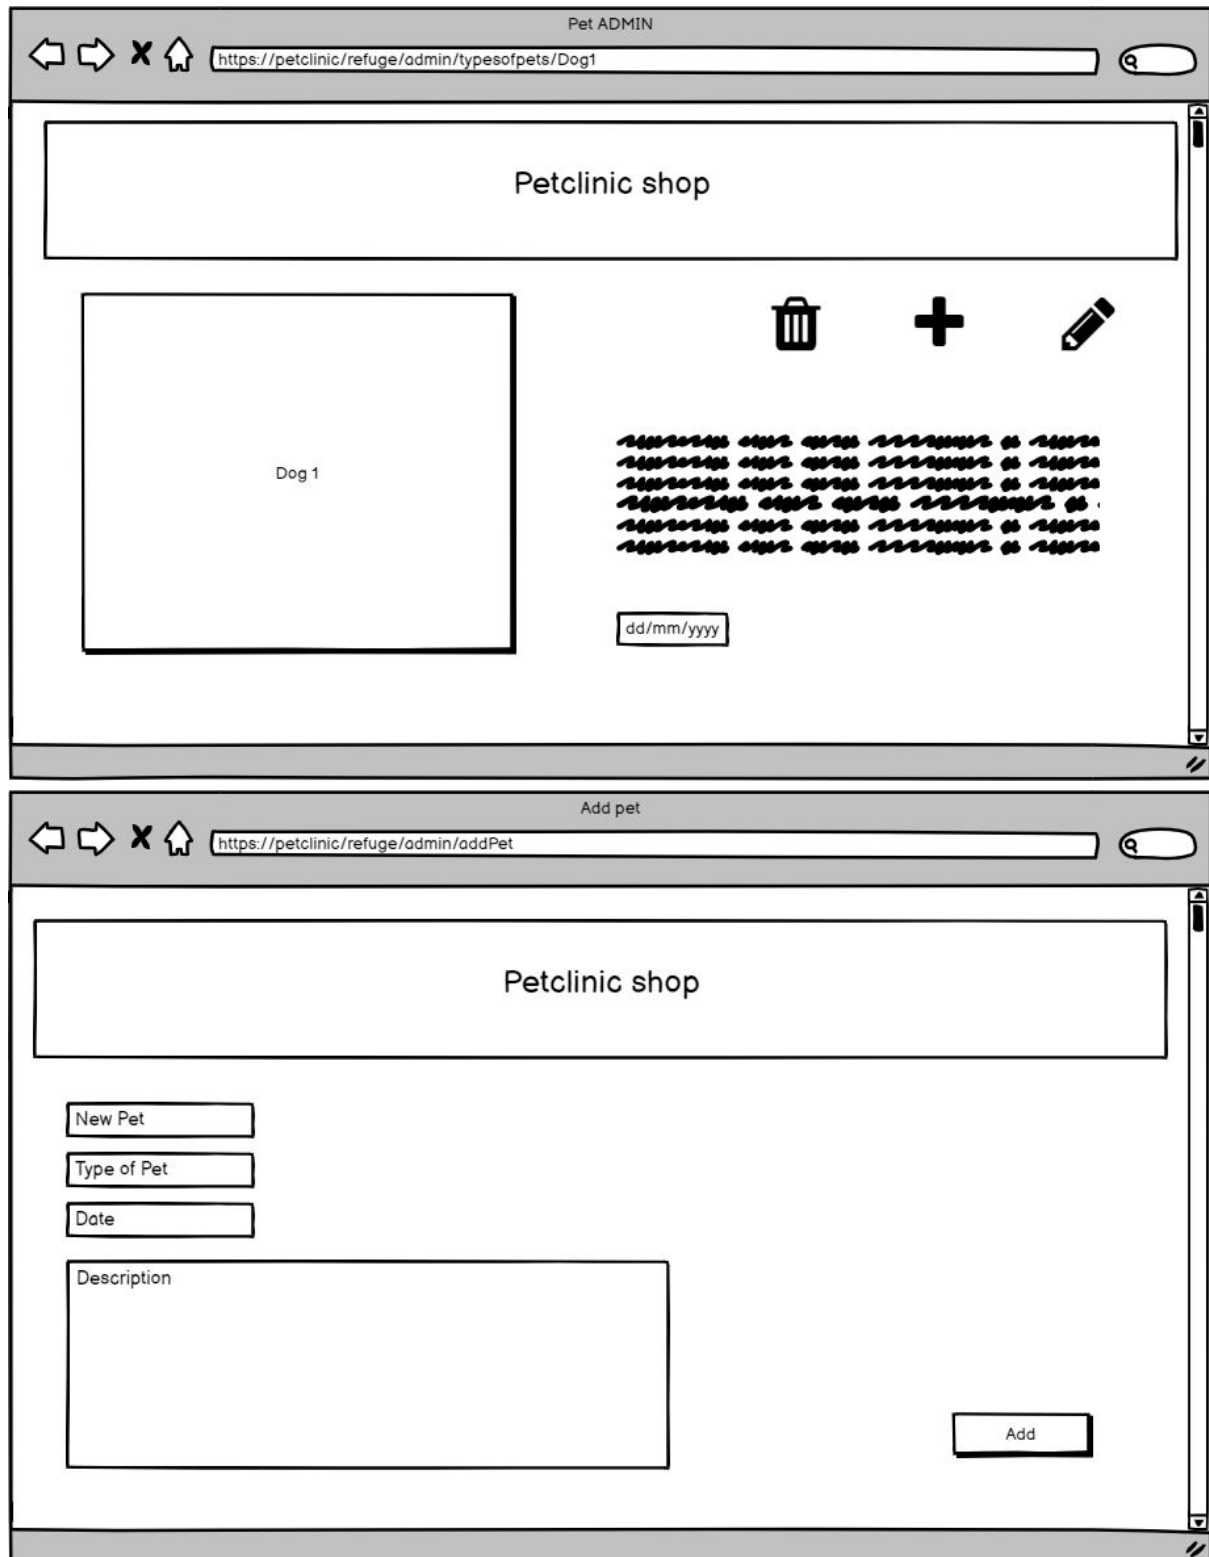 Pet ADMIN
https://petclinic/refuge/admin/typesofpets/Dog1
Petclinic shop
Dog 1
dd/mm/yyyy
Add pet
https://petclinic/refuge/admin/addPet
Petclinic shop
New Pet
Type of Pet
Date
Description
Add